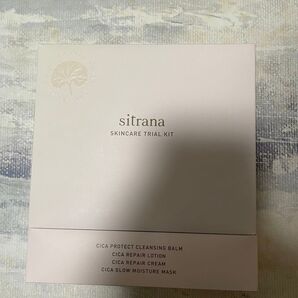 sitrana
SKINCARE TRIAL KIT
CICA PROTECT CLEANSING BALM
CICA REPAIR LOTION
CICA REPAIR CREAM
CICA SLOW MOISTURE MASK